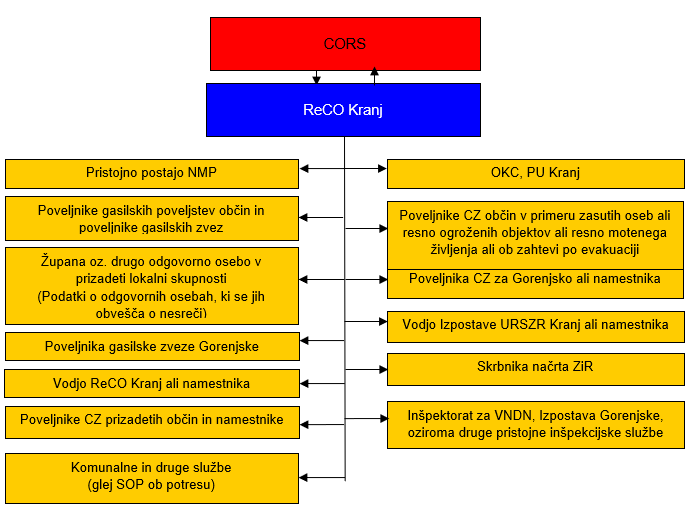 CORS
ReCO Kranj
Pristojno postajo NMP
OKC, PU Kranj
Poveljnike gasilskih poveljstev občin in
poveljnike gasilskih zvez
Poveljnike CZ občin v primeru zasutih oseb ali
resno ogroženih objektov ali resno motenega
življenja ali ob zahtevi po evakuaciji
Župana oz. drugo odgovorno osebo v
prizadeti lokalni skupnosti
(Podatki o odgovornih osebah, ki se jih
obvešča o nesreči)
Poveljnika CZ za Gorenjsko ali namestnika
Vodjo Izpostave URSZR Kranj ali namestnika
Poveljnika gasilske zveze Gorenjske
Skrbnika načrta ZiR
Vodjo ReCO Kranj ali namestnika
Poveljnike CZ prizadetih občin in namestnike
Inšpektorat za VNDN, Izpostava Gorenjske,
oziroma druge pristojne inšpekcijske službe
Komunalne in druge službe
(glej SOP ob potresu)